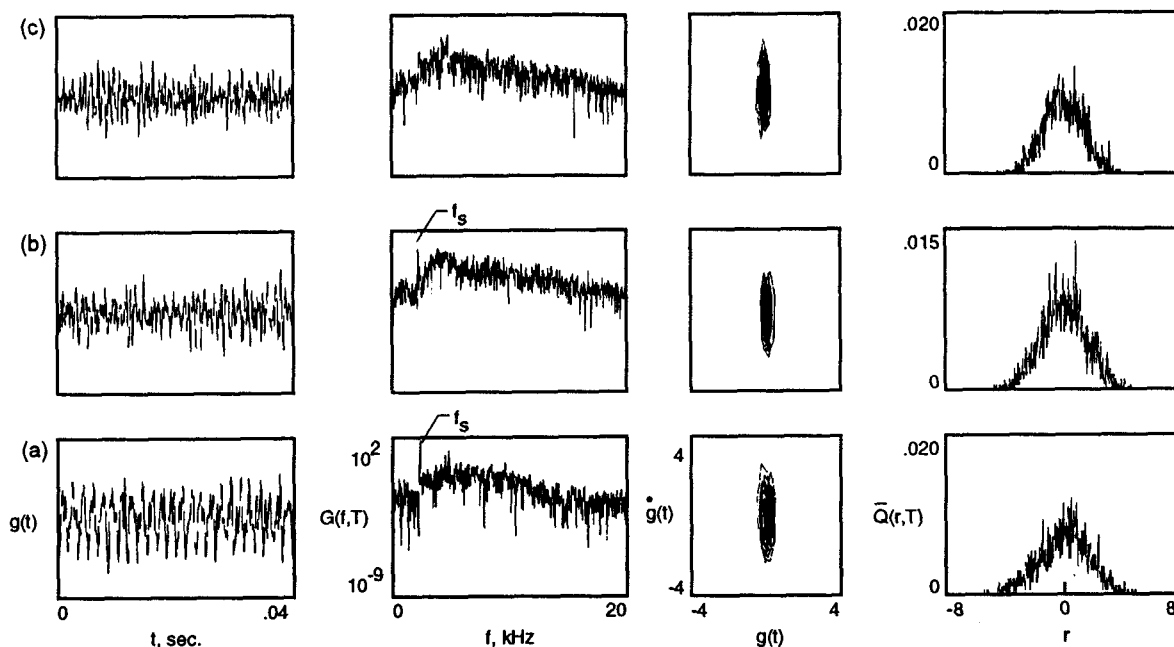 (c)
.020
0
(b)
f_s
.015
0
(a)
f_s
g(t)
0
.04
t, sec.
10^2
G(f,T)
10^-9
0
20
f, kHz
4
ġ(t)
-4
-4
4
g(t)
.020
Q̄(r,T)
0
-8
0
8
r